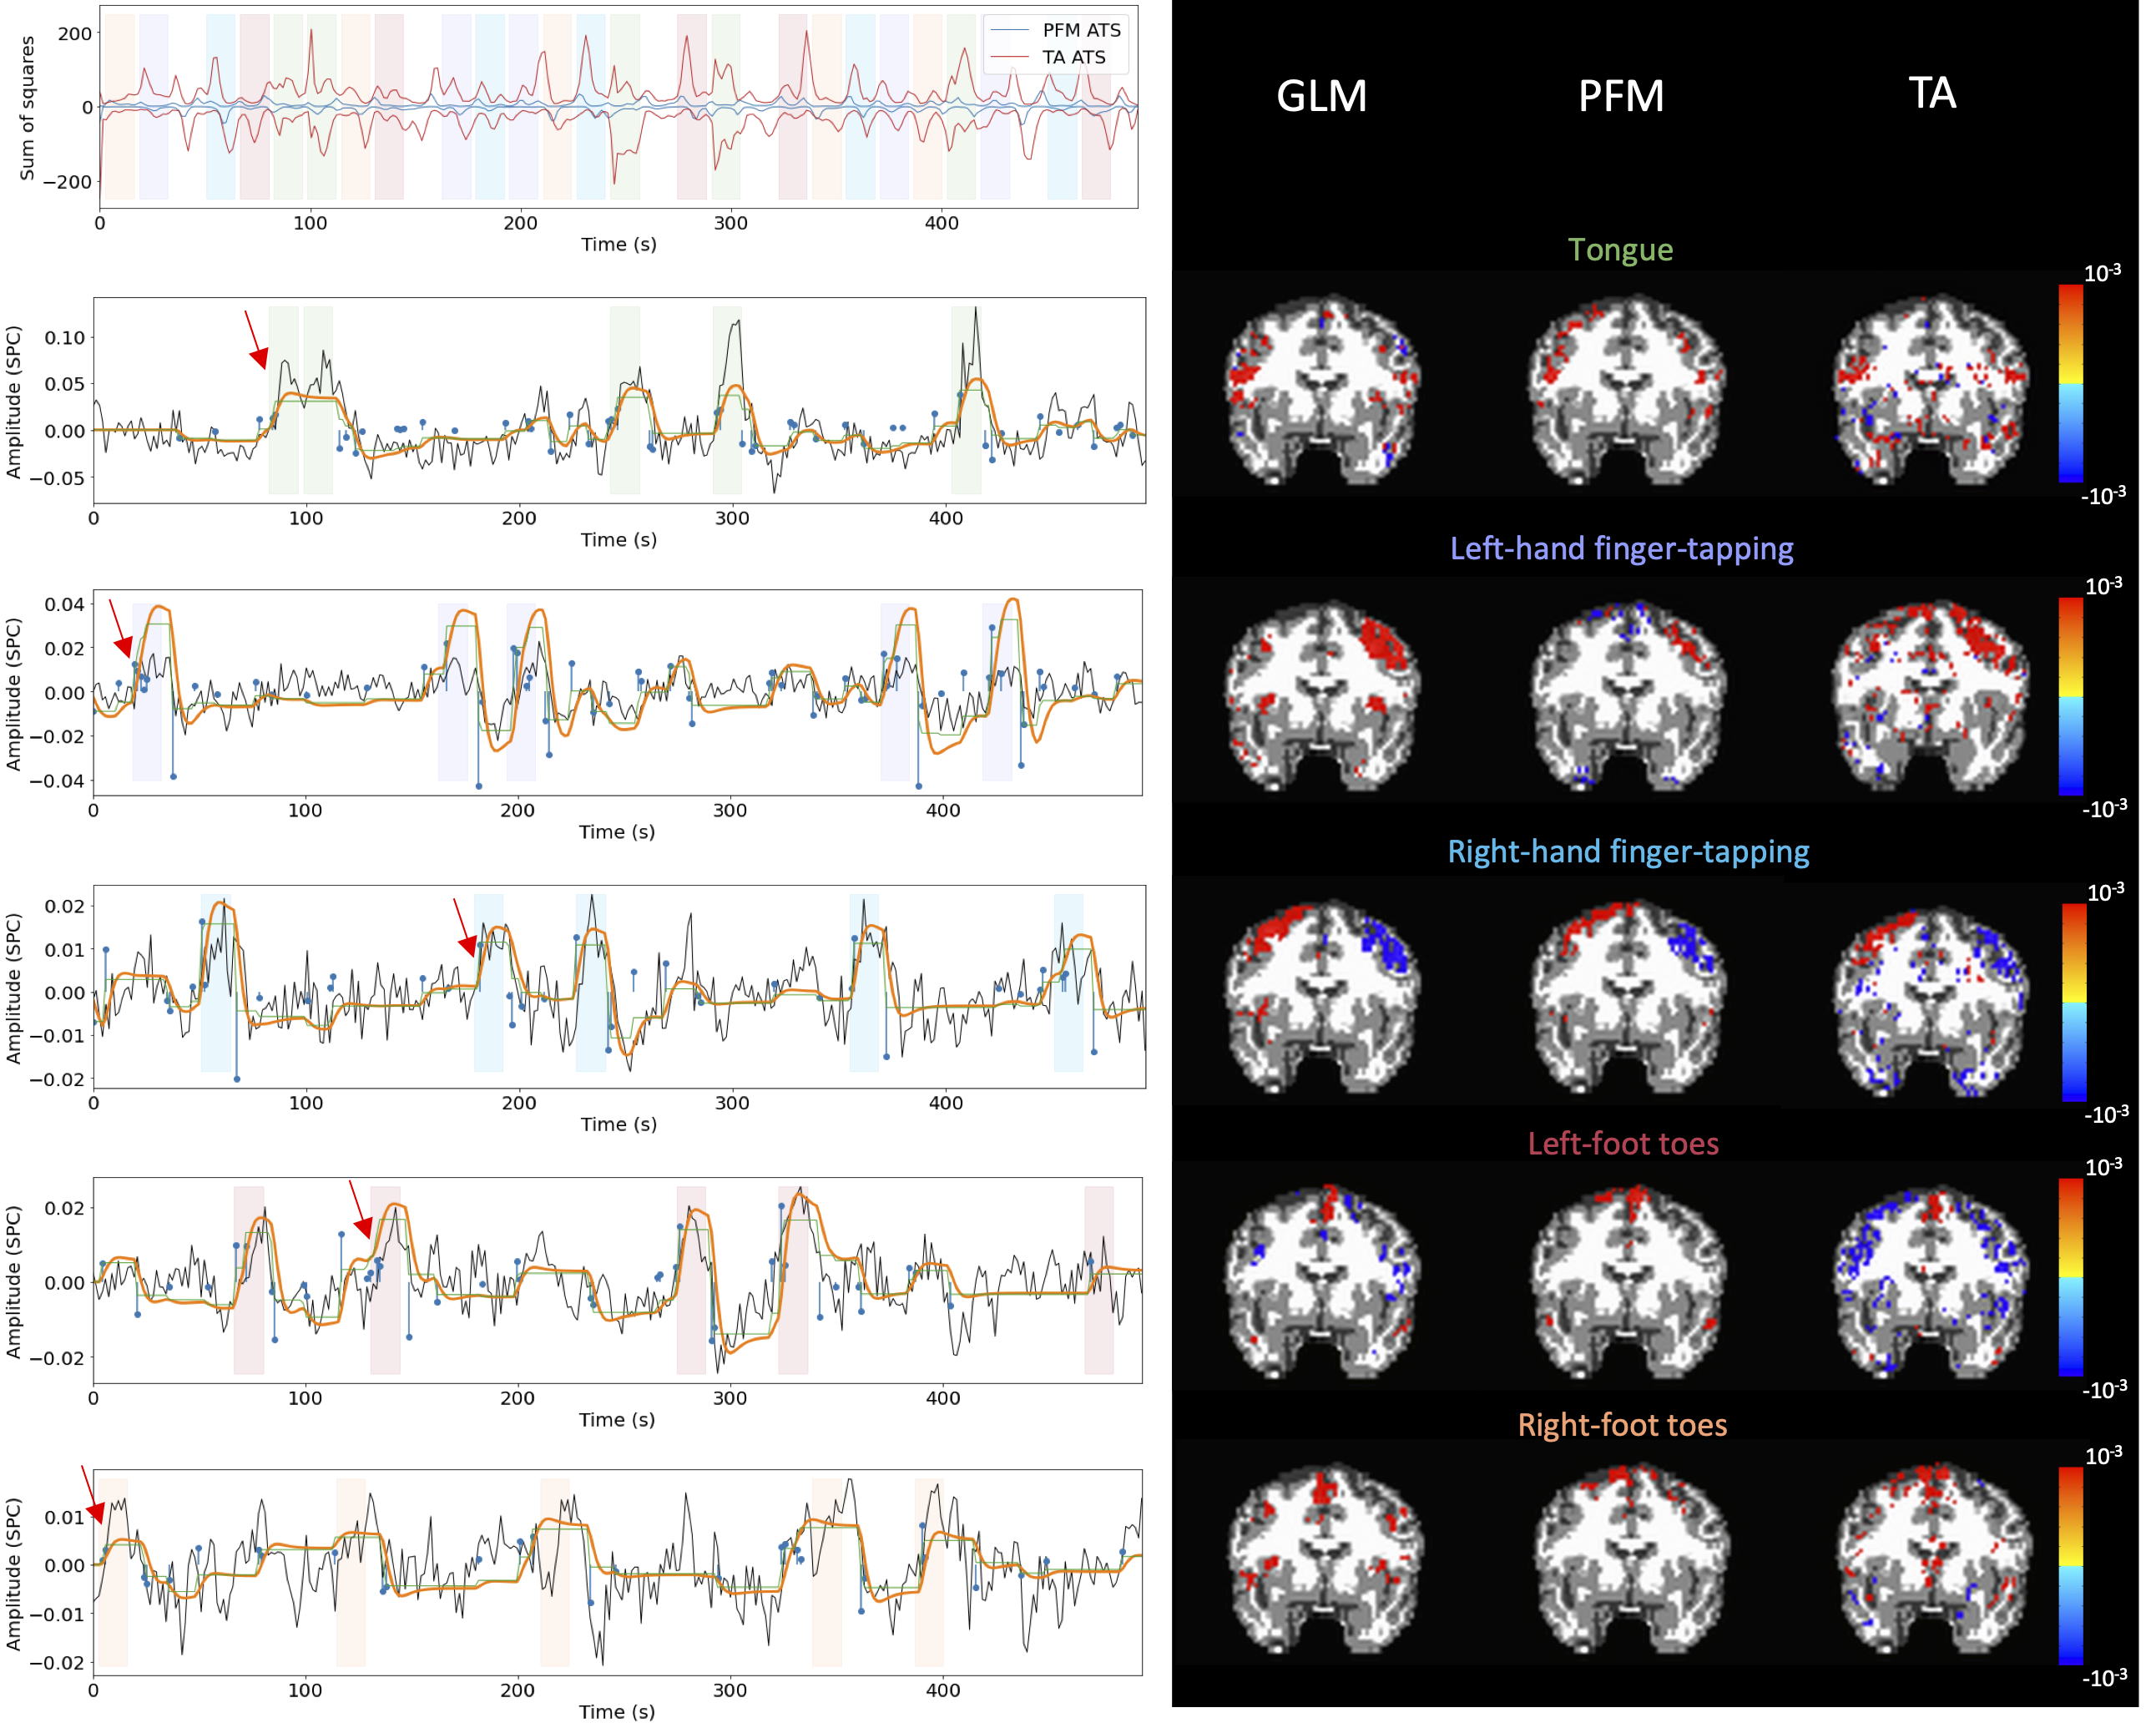 PFM ATS
TA ATS
Sum of squares
200
0
−200
0 100 200 300 400
Time (s)
Amplitude (SPC)
0.10
0.05
0.00
−0.05
0 100 200 300 400
Time (s)
Amplitude (SPC)
0.04
0.02
0.00
−0.02
−0.04
0 100 200 300 400
Time (s)
Amplitude (SPC)
0.02
0.01
0.00
−0.01
−0.02
0 100 200 300 400
Time (s)
Amplitude (SPC)
0.02
0.00
−0.02
0 100 200 300 400
Time (s)
Amplitude (SPC)
0.01
0.00
−0.01
−0.02
0 100 200 300 400
Time (s)
GLM PFM TA
Tongue
10-3
-10-3
Left-hand finger-tapping
10-3
-10-3
Right-hand finger-tapping
10-3
-10-3
Left-foot toes
10-3
-10-3
Right-foot toes
10-3
-10-3